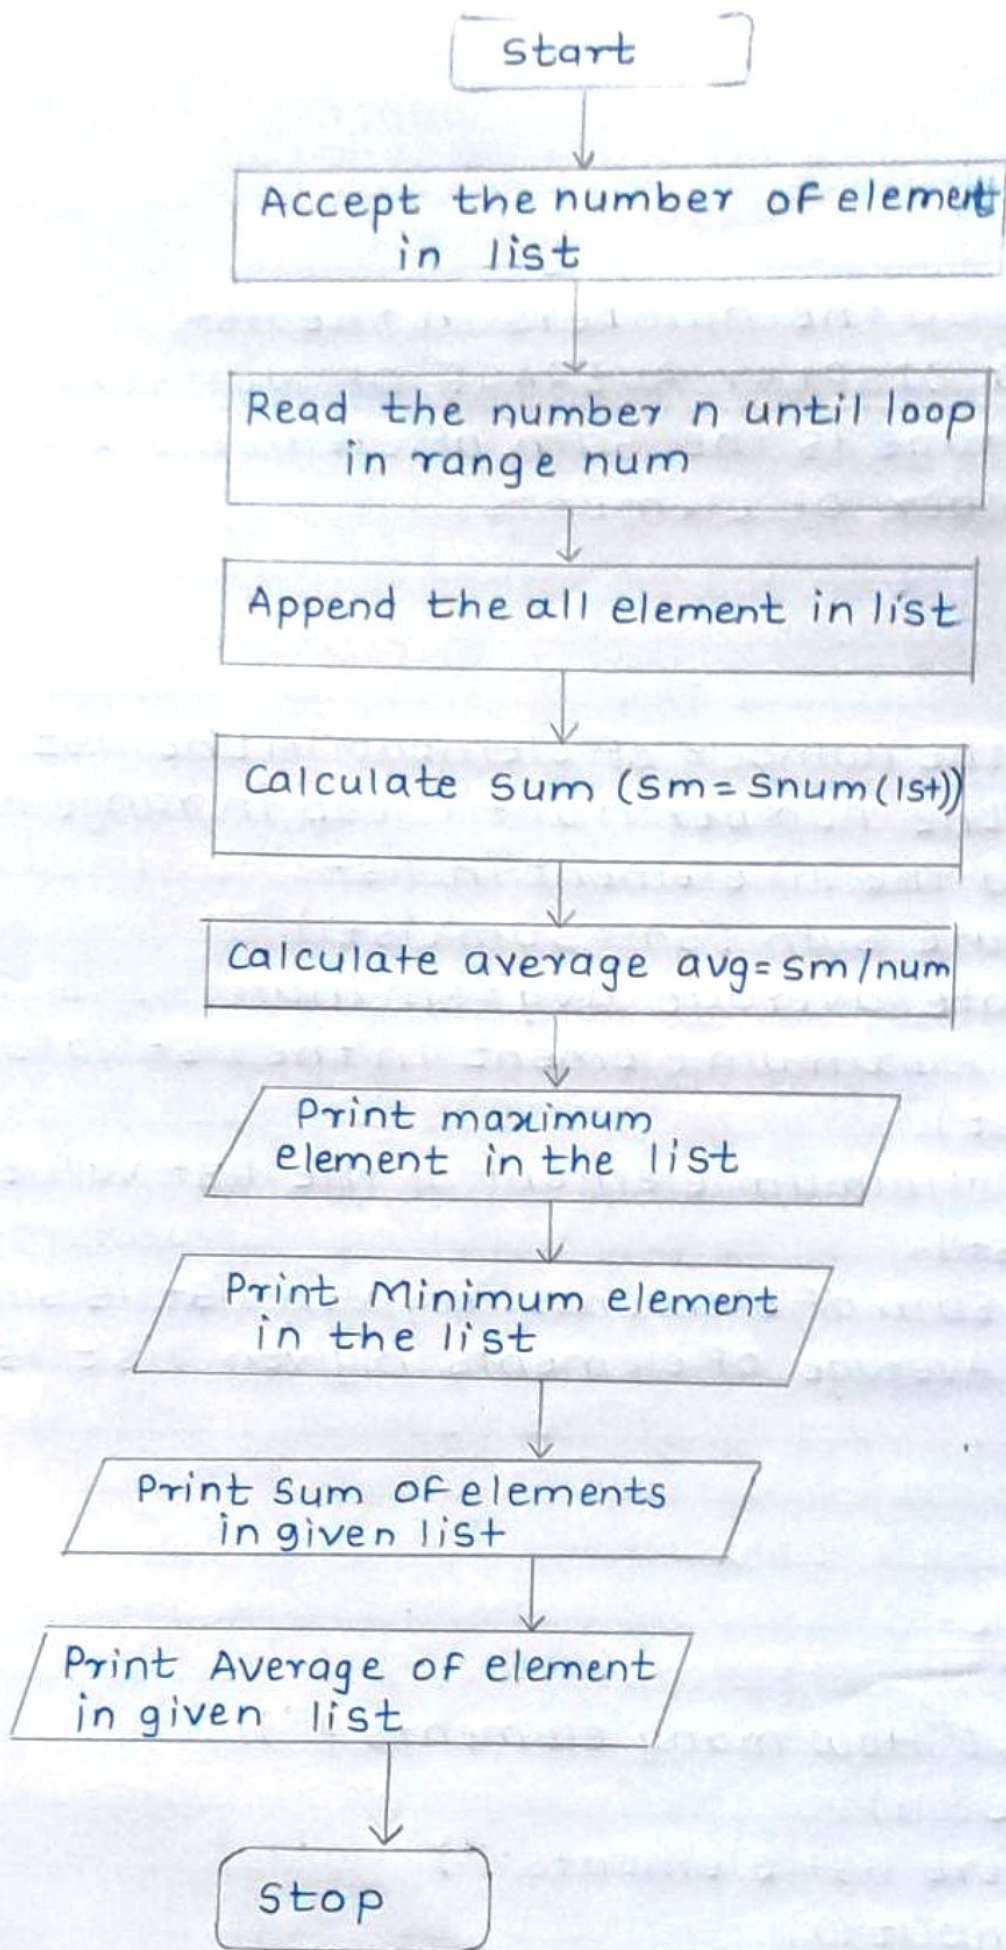 Start
Accept the number of element
in list
Read the number n until loop
in range num
Append the all element in list
Calculate Sum (Sm = Snum (lst))
Calculate average avg = sm / num
Print maximum
element in the list
Print Minimum element
in the list
Print Sum of elements
in given list
Print Average of element
in given list
Stop